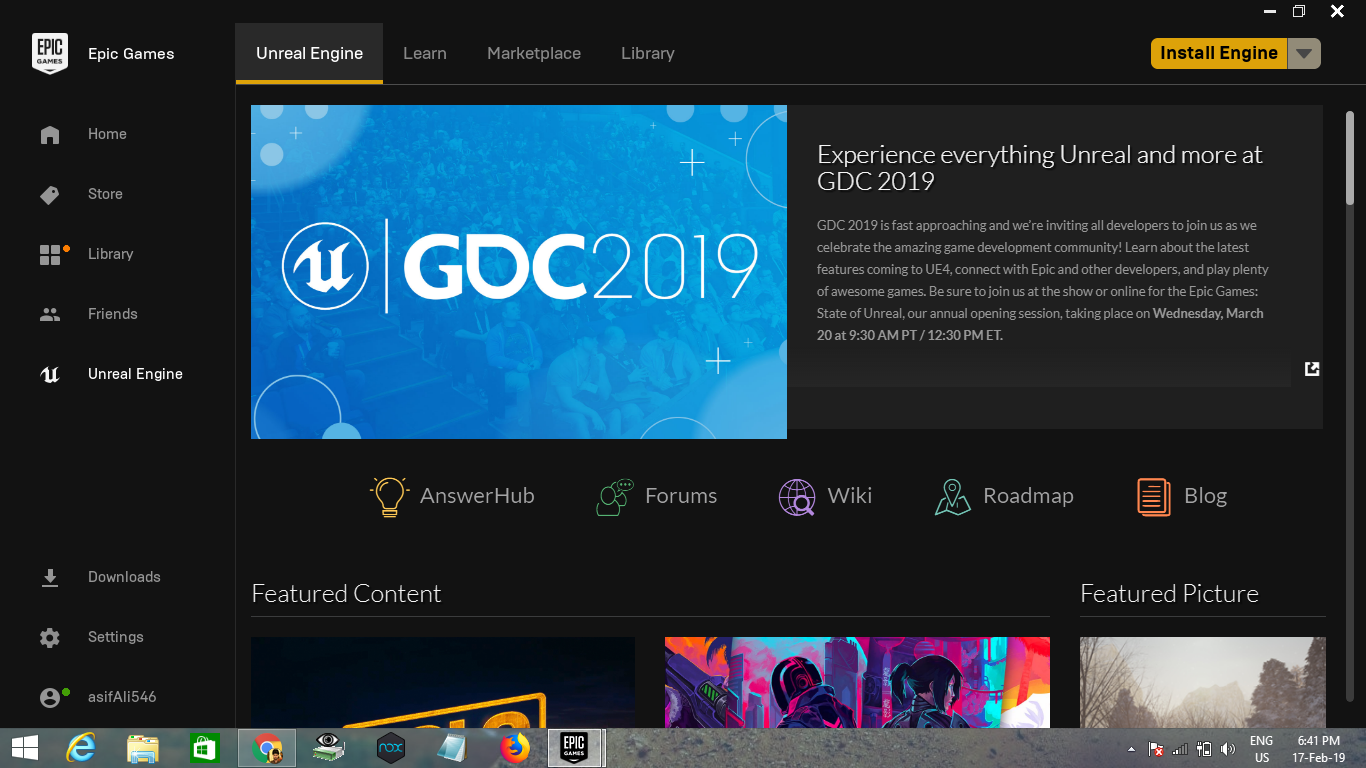 EPIC GAMES
Epic Games
Unreal Engine
Learn
Marketplace
Library
Install Engine
Home
Store
Library
Friends
Unreal Engine
Downloads
Settings
asifAli546
GDC2019
Experience everything Unreal and more at
GDC 2019
GDC 2019 is fast approaching and we're inviting all developers to join us as we
celebrate the amazing game development community! Learn about the latest
features coming to UE4, connect with Epic and other developers, and play plenty
of awesome games. Be sure to join us at the show or online for the Epic Games:
State of Unreal, our annual opening session, taking place on Wednesday, March
20 at 9:30 AM PT / 12:30 PM ET.
AnswerHub
Forums
Wiki
Roadmap
Blog
Featured Content
Featured Picture
nox
EPIC
GAMES
ENG
US
6:41 PM
17-Feb-19